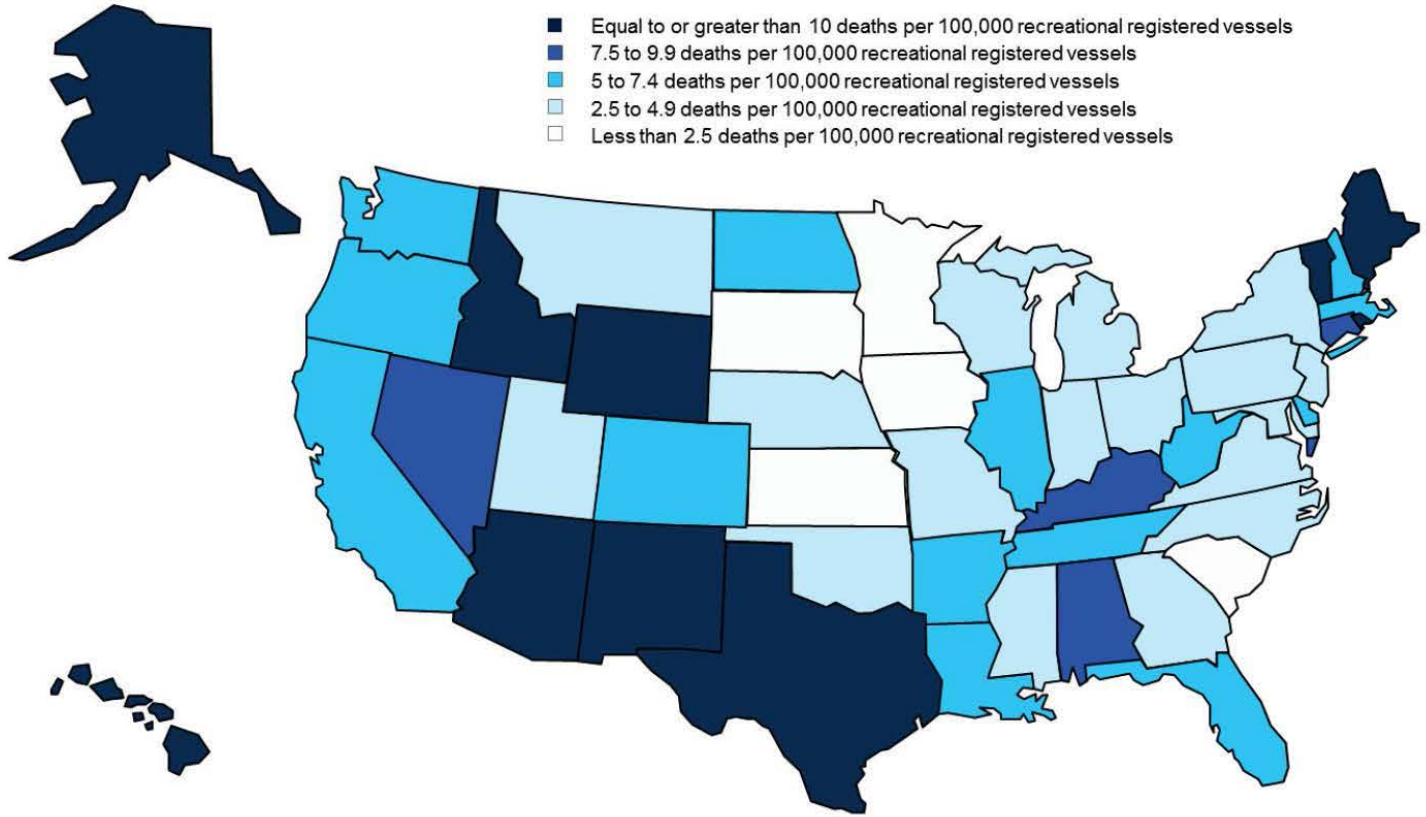 Equal to or greater than 10 deaths per 100,000 recreational registered vessels
7.5 to 9.9 deaths per 100,000 recreational registered vessels
5 to 7.4 deaths per 100,000 recreational registered vessels
2.5 to 4.9 deaths per 100,000 recreational registered vessels
Less than 2.5 deaths per 100,000 recreational registered vessels